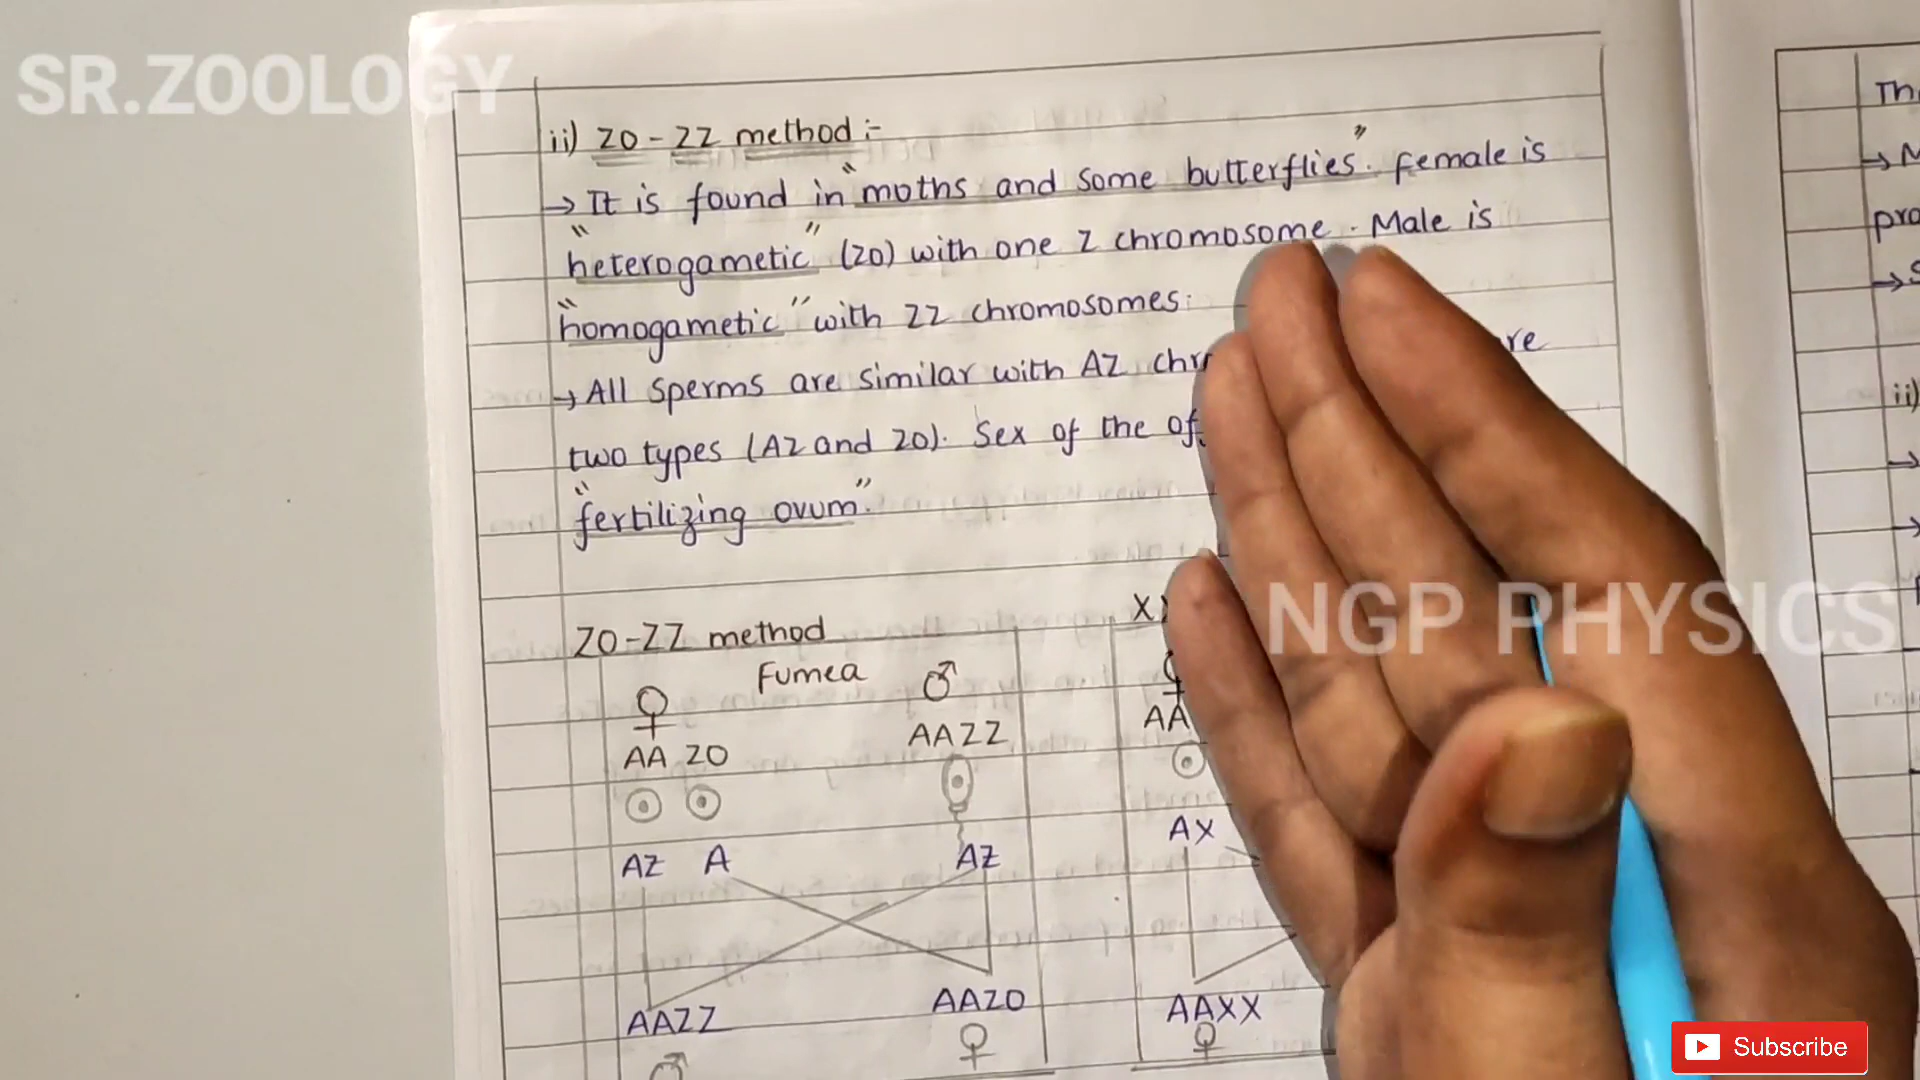 SR.ZOOLOGY
ii) ZO - ZZ method :-
→ It is found in "moths and some butterflies". Female is
"heterogametic" (ZO) with one Z chromosome. Male is
"homogametic" with ZZ chromosomes:
→ All sperms are similar with AZ chr re
two types (AZ and ZO). Sex of the of
"fertilizing ovum".
ZO-ZZ method
Fumea
♀ ♂
AA ZO AAZZ
AZ A AZ
AAZZ AAZO
♂ ♀
X
♀
AA
AX
AAXX
♀
Th
→ M
pro
→ S
ii)
→
→
NGP PHYSICS
Subscribe